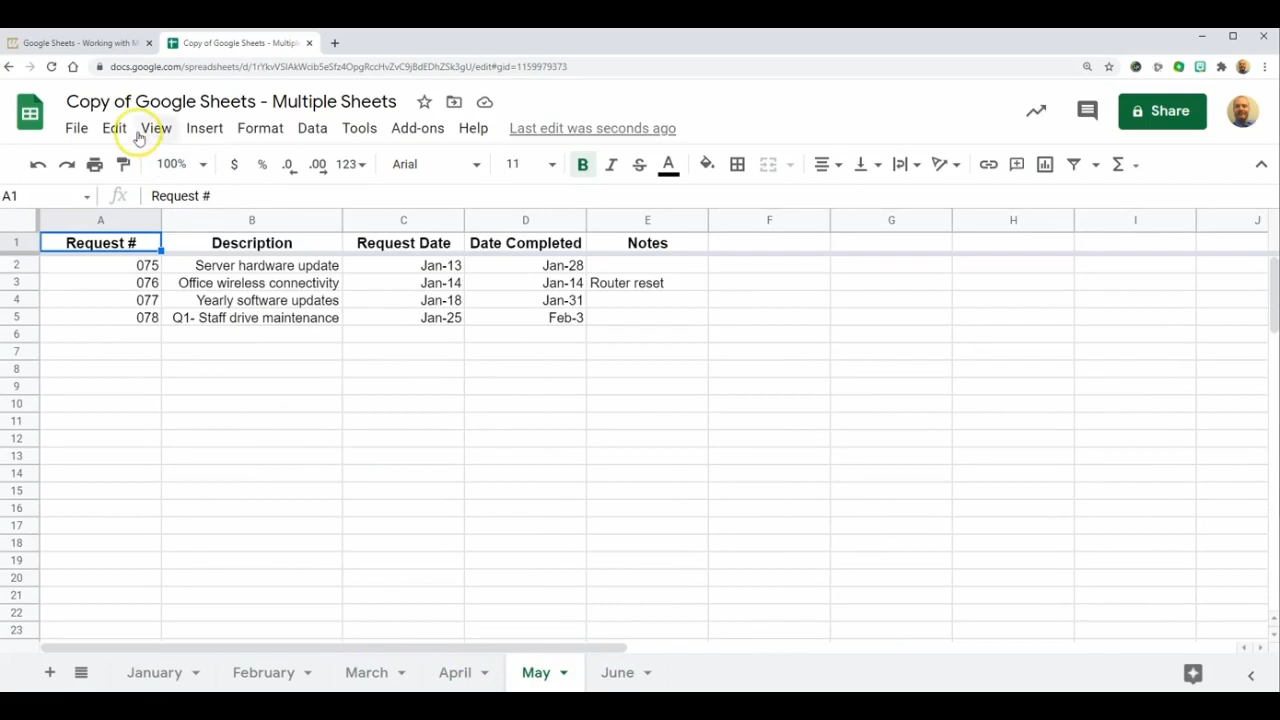 Google Sheets - Working with M
Copy of Google Sheets - Multipl
docs.google.com/spreadsheets/d/1rYkvVSIAkWcib5eSfz4OpgRccHvZvC9jBdEDhZSk3gU/edit#gid=1159979373
Copy of Google Sheets - Multiple Sheets
Share
File Edit View Insert Format Data Tools Add-ons Help Last edit was seconds ago
100% $ % .0 .00 123 Arial 11 B I S A Σ
A1 fx Request #
A B C D E F G H I J
1 Request # Description Request Date Date Completed Notes
2 075 Server hardware update Jan-13 Jan-28
3 076 Office wireless connectivity Jan-14 Jan-14 Router reset
4 077 Yearly software updates Jan-18 Jan-31
5 078 Q1- Staff drive maintenance Jan-25 Feb-3
6
7
8
9
10
11
12
13
14
15
16
17
18
19
20
21
22
23
January February March April May June